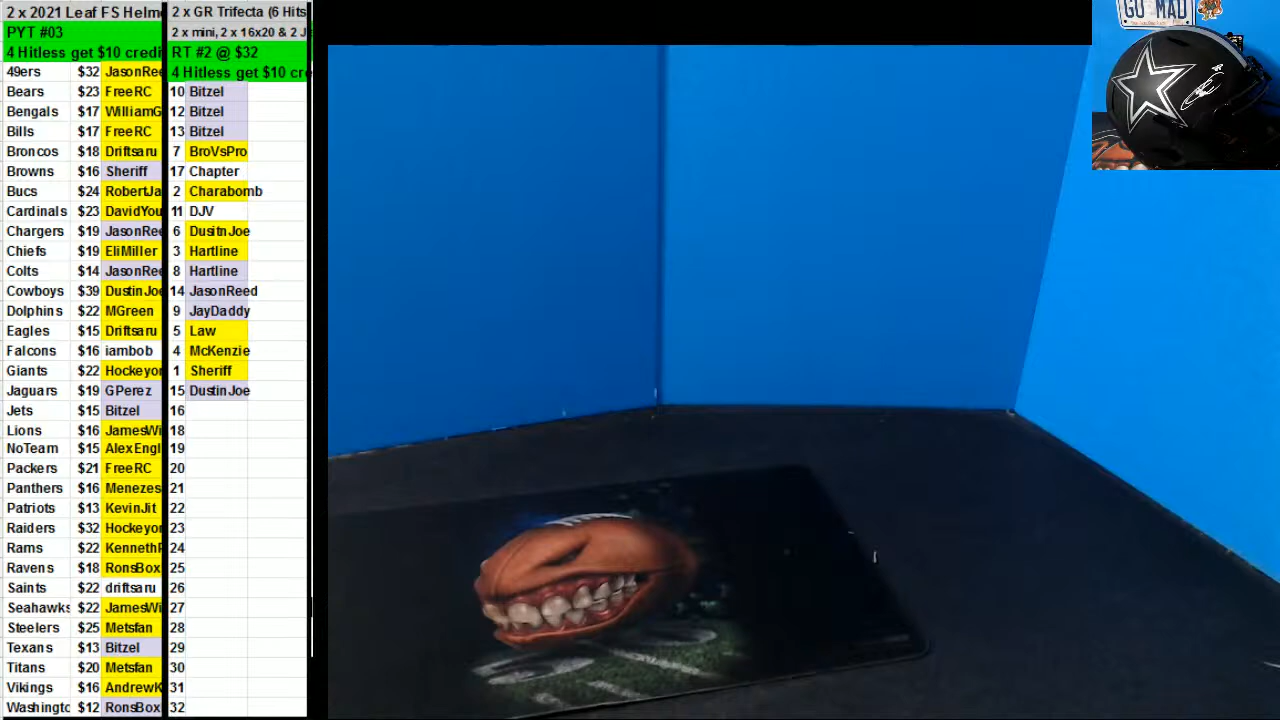 2 x 2021 Leaf FS Helm
PYT #03
4 Hitless get $10 credi
49ers $32 JasonRee
Bears $23 FreeRC
Bengals $17 WilliamG
Bills $17 FreeRC
Broncos $18 Driftsaru
Browns $16 Sheriff
Bucs $24 RobertJa
Cardinals $23 DavidYou
Chargers $19 JasonRee
Chiefs $19 EliMiller
Colts $14 JasonRee
Cowboys $39 DustinJoe
Dolphins $22 MGreen
Eagles $15 Driftsaru
Falcons $16 iambob
Giants $22 Hockeyor
Jaguars $19 GPerez
Jets $15 Bitzel
Lions $16 JamesWi
NoTeam $15 AlexEngl
Packers $21 FreeRC
Panthers $16 Menezes
Patriots $13 KevinJit
Raiders $32 Hockeyor
Rams $22 KennethP
Ravens $18 RonsBox
Saints $22 driftsaru
Seahawks $22 JamesWi
Steelers $25 Metsfan
Texans $13 Bitzel
Titans $20 Metsfan
Vikings $16 AndrewK
Washingto $12 RonsBox
2 x GR Trifecta (6 Hits
2 x mini, 2 x 16x20 & 2 J
RT #2 @ $32
4 Hitless get $10 cre
10 Bitzel
12 Bitzel
13 Bitzel
7 BroVsPro
17 Chapter
2 Charabomb
11 DJV
6 DusitnJoe
3 Hartline
8 Hartline
14 JasonReed
9 JayDaddy
5 Law
4 McKenzie
1 Sheriff
15 DustinJoe
16
18
19
20
21
22
23
24
25
26
27
28
29
30
31
32
GO MAD